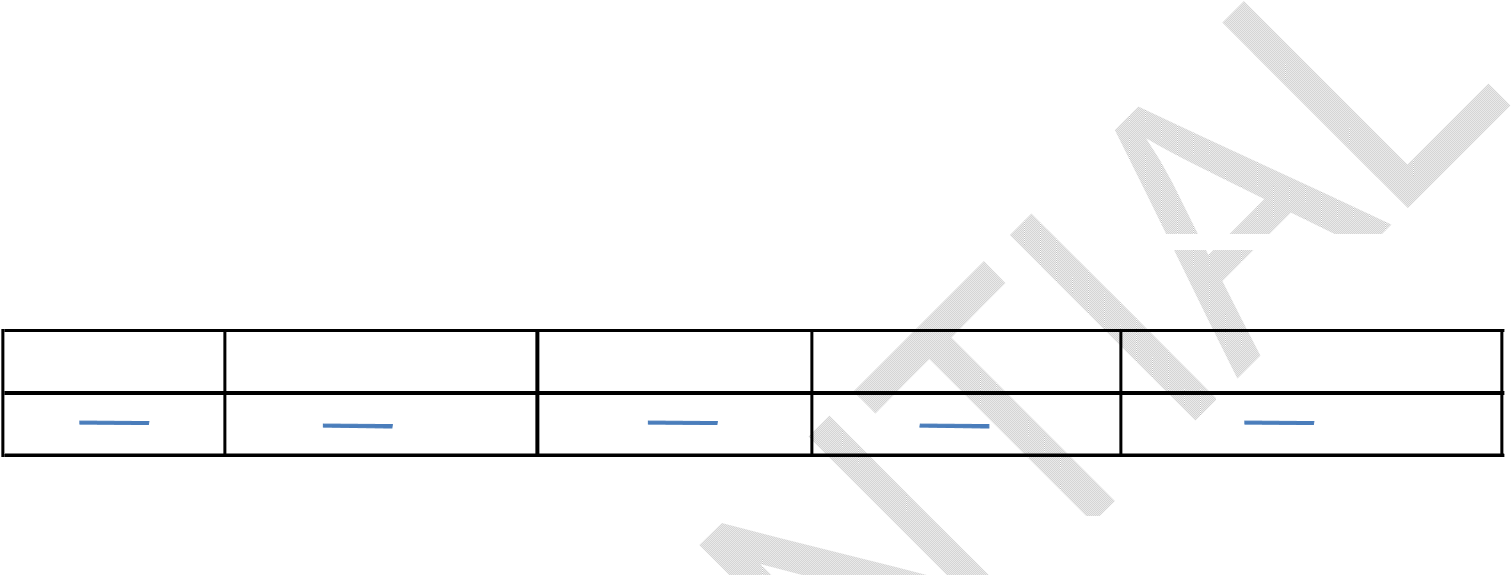 NTIAL
— — — — —